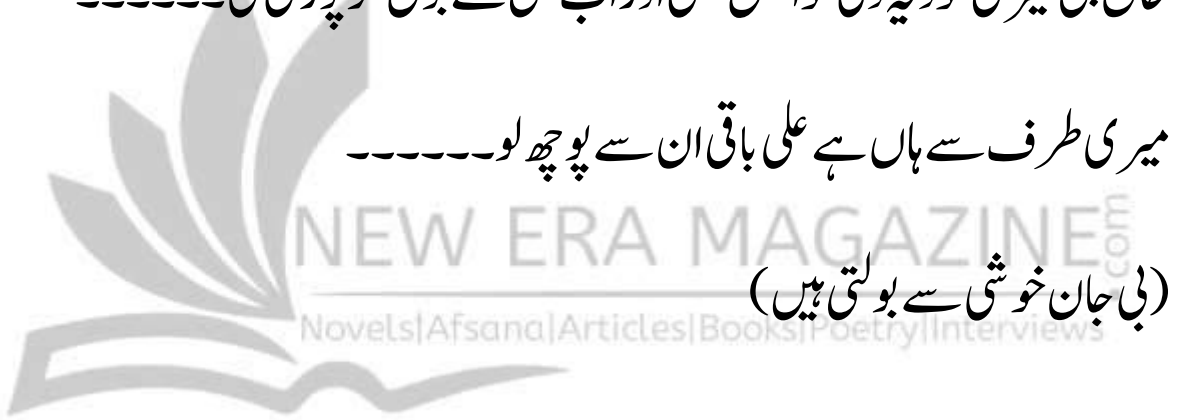 میری طرف سے ہاں ہے علی باقی ان سے پوچھ لو۔۔۔۔۔۔
NEW ERA MAGAZINE.com
(بی جان خوشی سے بولتی ہیں)
Novels|Afsana|Articles|Books|Poetry|Interviews